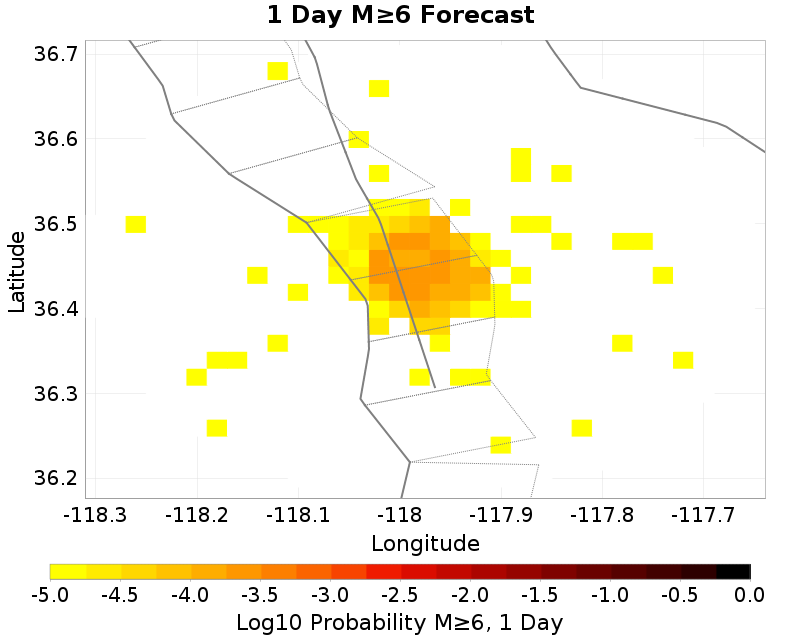 1 Day M≥6 Forecast
36.7
36.6
36.5
36.4
36.3
36.2
Latitude
-118.3 -118.2 -118.1 -118 -117.9 -117.8 -117.7
Longitude
-5.0 -4.5 -4.0 -3.5 -3.0 -2.5 -2.0 -1.5 -1.0 -0.5 0.0
Log10 Probability M≥6, 1 Day